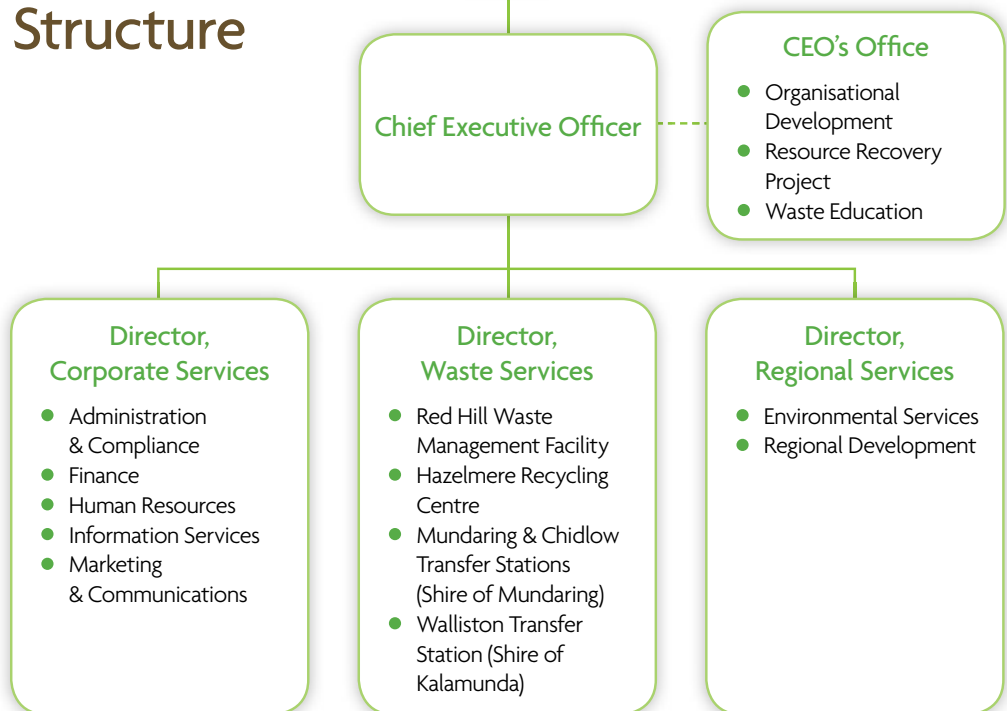 Structure
Chief Executive Officer
CEO's Office
● Organisational
Development
● Resource Recovery
Project
● Waste Education
Director,
Corporate Services
● Administration
& Compliance
● Finance
● Human Resources
● Information Services
● Marketing
& Communications
Director,
Waste Services
● Red Hill Waste
Management Facility
● Hazelmere Recycling
Centre
● Mundaring & Chidlow
Transfer Stations
(Shire of Mundaring)
● Walliston Transfer
Station (Shire of
Kalamunda)
Director,
Regional Services
● Environmental Services
● Regional Development